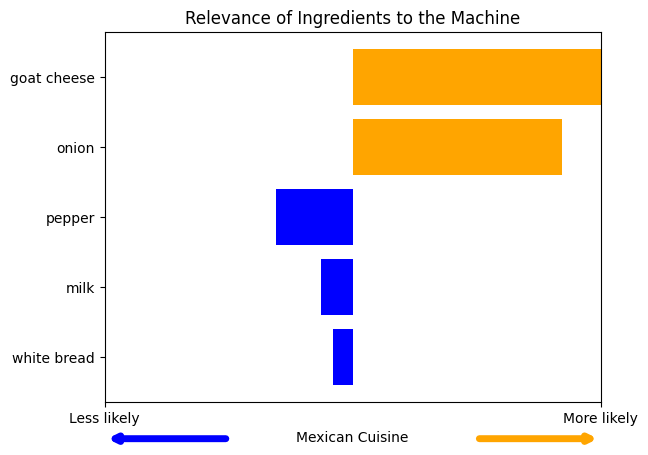 Relevance of Ingredients to the Machine
goat cheese
onion
pepper
milk
white bread
Less likely
More likely
Mexican Cuisine